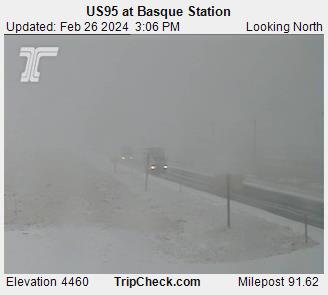 US95 at Basque Station
Updated: Feb 26 2024 3:06 PM Looking North
Elevation 4460 TripCheck.com Milepost 91.62